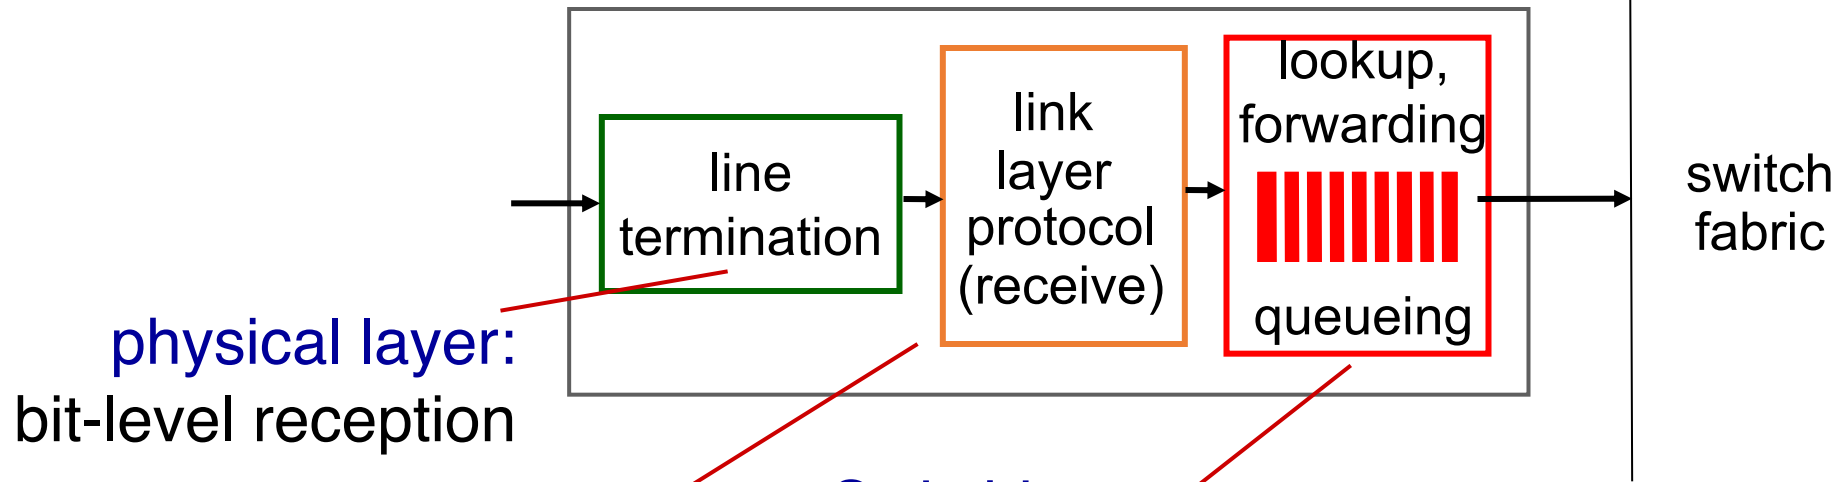 line
termination
link
layer
protocol
(receive)
lookup,
forwarding
queueing
switch
fabric
physical layer:
bit-level reception